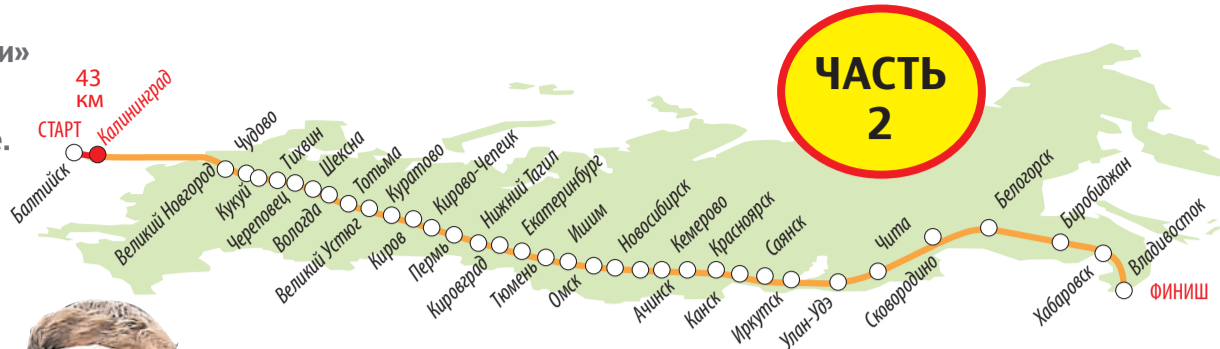 и»
е.
43
км
СТАРТ
Калининград
Балтийск
Великий Новгород
Чудово
Кукуй
Тихвин
Череповец
Шексна
Вологда
Тотьма
Великий Устюг
Куратово
Киров
Кирово-Чепецк
Пермь
Нижний Тагил
Кировград
Екатеринбург
Тюмень
Ишим
Омск
Новосибирск
Кемерово
Ачинск
Красноярск
Канск
Саянск
Иркутск
Улан-Удэ
Чита
Сковородино
Белогорск
Биробиджан
Хабаровск
Владивосток
ФИНИШ
ЧАСТЬ
2